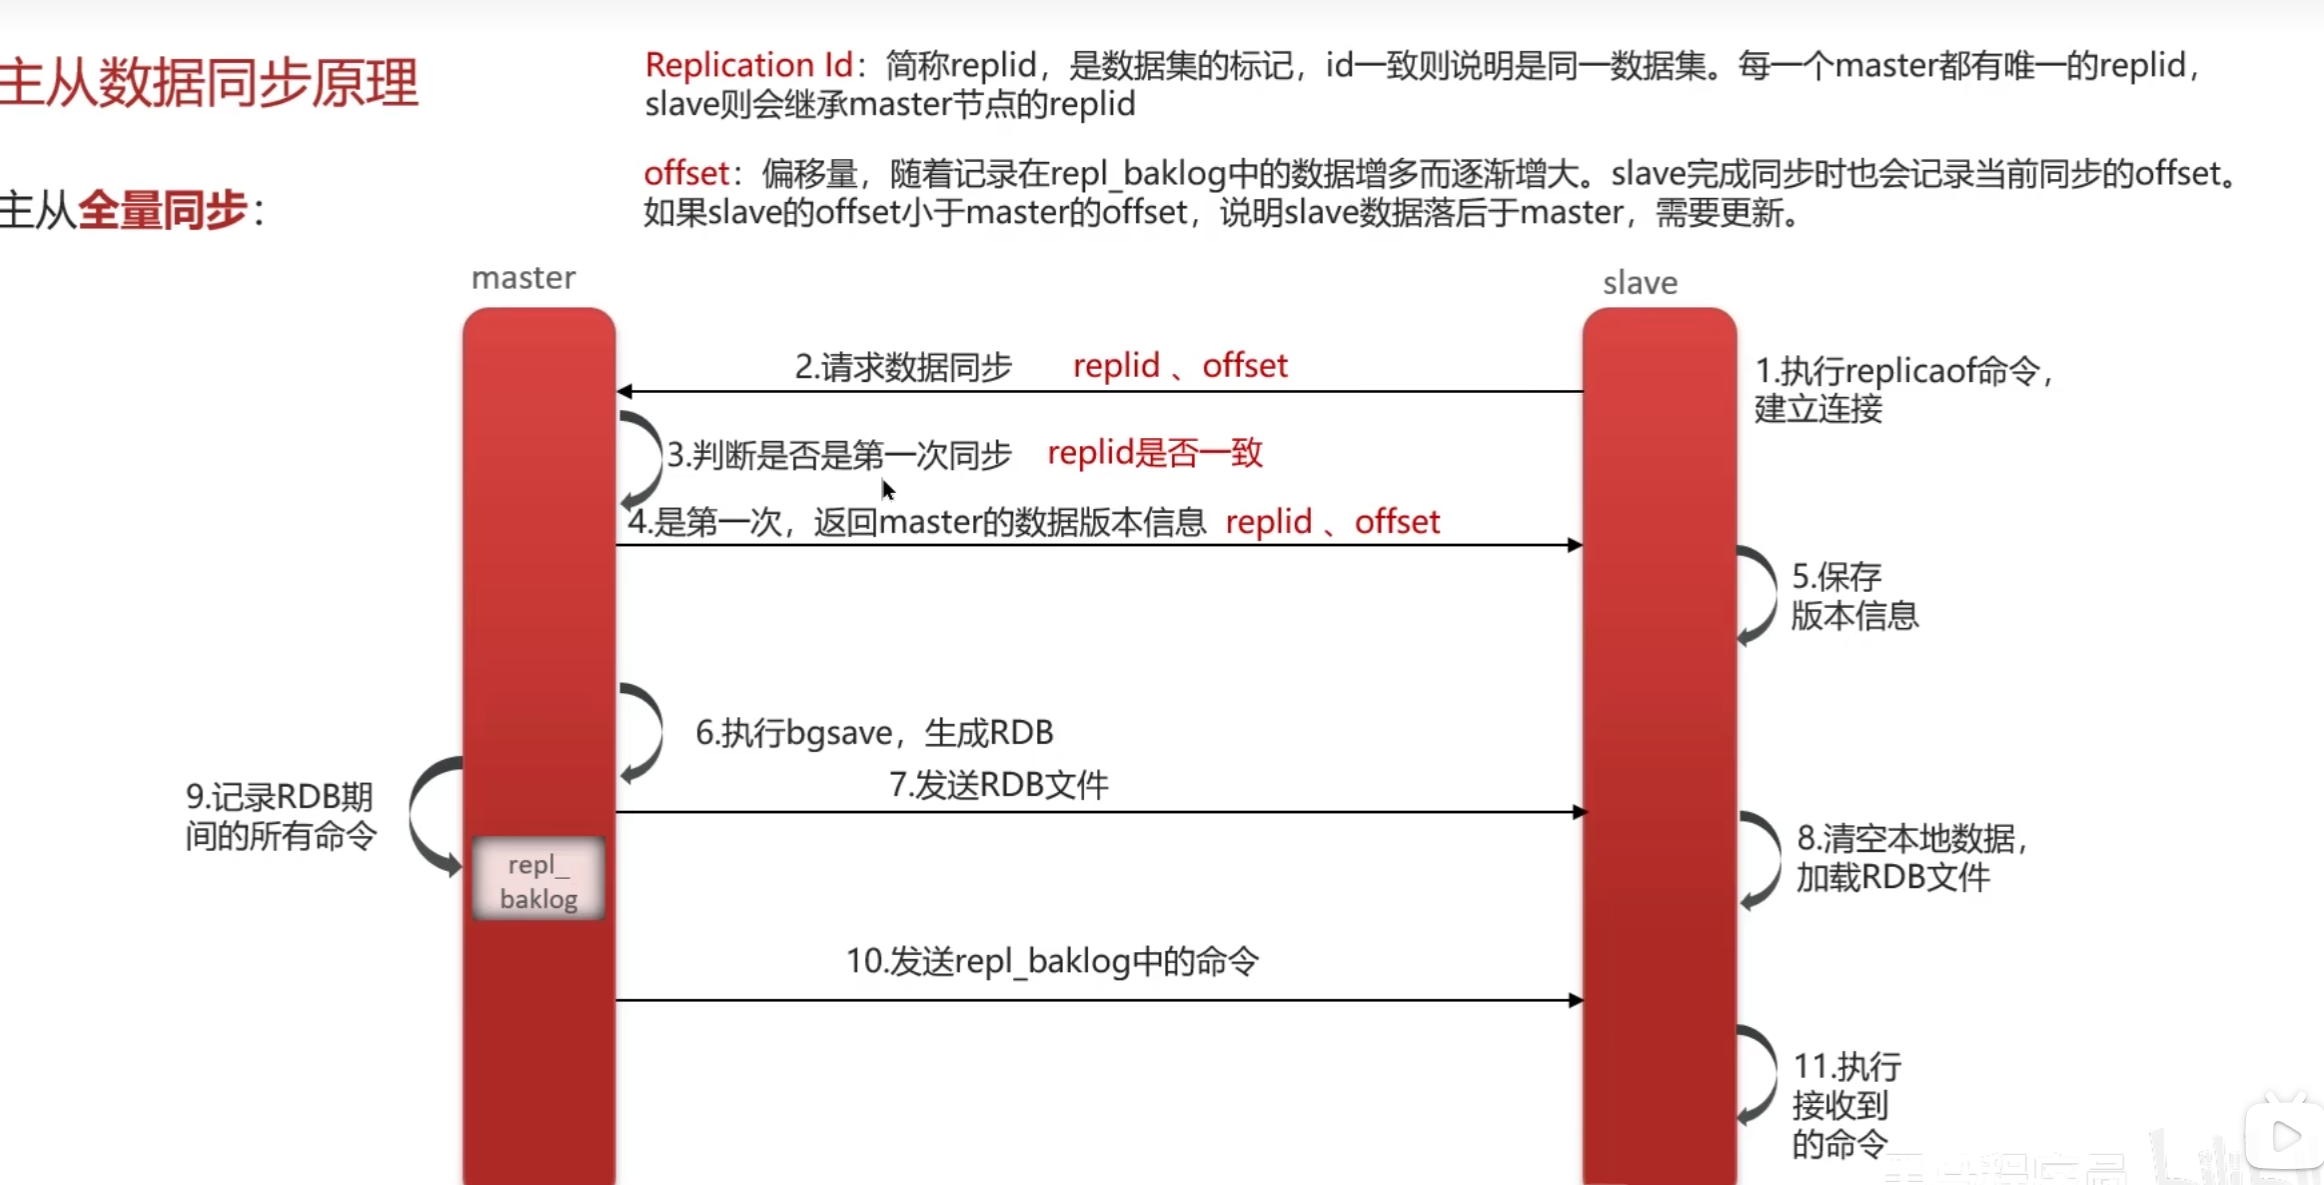 主从数据同步原理
Replication Id：简称replid，是数据集的标记，id一致则说明是同一数据集。每一个master都有唯一的replid，
slave则会继承master节点的replid
offset：偏移量，随着记录在repl_baklog中的数据增多而逐渐增大。slave完成同步时也会记录当前同步的offset。
如果slave的offset小于master的offset，说明slave数据落后于master，需要更新。
主从全量同步：
master
slave
1.执行replicaof命令，
建立连接
2.请求数据同步 replid 、offset
3.判断是否是第一次同步 replid是否一致
4.是第一次，返回master的数据版本信息 replid 、offset
5.保存
版本信息
6.执行bgsave，生成RDB
7.发送RDB文件
8.清空本地数据，
加载RDB文件
9.记录RDB期
间的所有命令
repl_
baklog
10.发送repl_baklog中的命令
11.执行
接收到
的命令